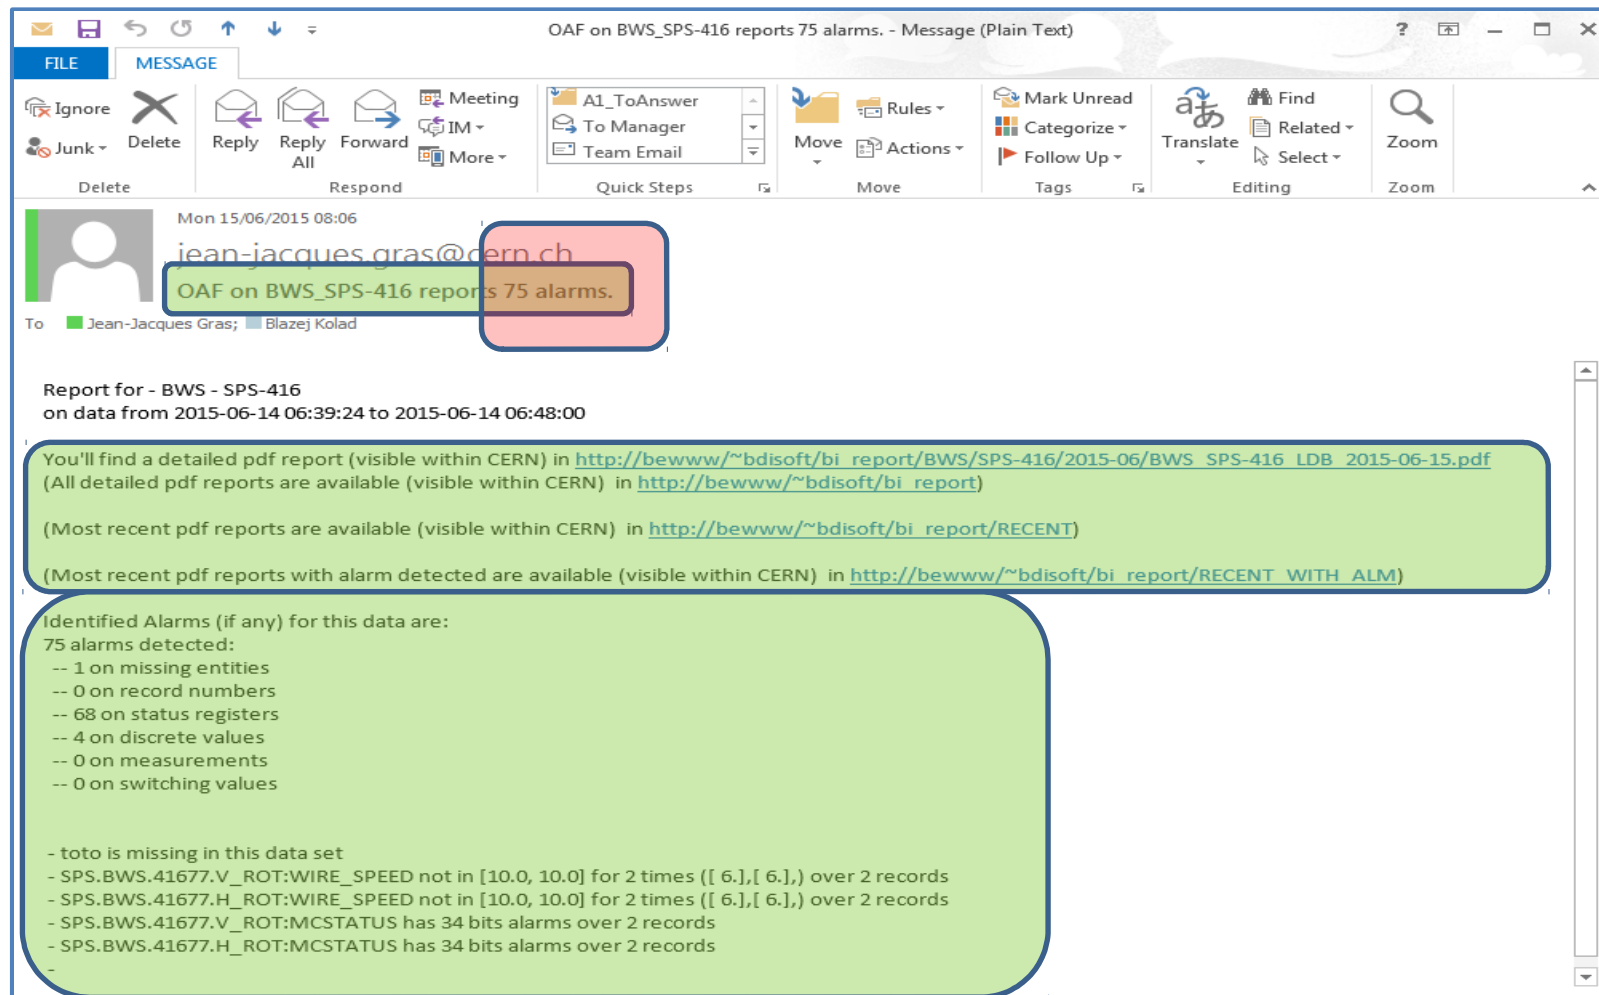 OAF on BWS_SPS-416 reports 75 alarms. - Message (Plain Text)
?
FILE MESSAGE
Ignore
Junk
Delete
Delete
Reply
Reply All
Forward
Meeting
IM
More
Respond
A1_ToAnswer
To Manager
Team Email
Quick Steps
Move
Rules
Actions
Move
Mark Unread
Categorize
Follow Up
Tags
Translate
Find
Related
Select
Editing
Zoom
Zoom
Mon 15/06/2015 08:06
jean-jacques.gras@cern.ch
OAF on BWS_SPS-416 reports 75 alarms.
To Jean-Jacques Gras; Blazej Kolad
Report for - BWS - SPS-416
on data from 2015-06-14 06:39:24 to 2015-06-14 06:48:00
You'll find a detailed pdf report (visible within CERN) in http://bewww/~bdisoft/bi_report/BWS/SPS-416/2015-06/BWS_SPS-416_LDB_2015-06-15.pdf
(All detailed pdf reports are available (visible within CERN)  in http://bewww/~bdisoft/bi_report)
(Most recent pdf reports are available (visible within CERN)  in http://bewww/~bdisoft/bi_report/RECENT)
(Most recent pdf reports with alarm detected are available (visible within CERN)  in http://bewww/~bdisoft/bi_report/RECENT_WITH_ALM)
Identified Alarms (if any) for this data are:
75 alarms detected:
-- 1 on missing entities
-- 0 on record numbers
-- 68 on status registers
-- 4 on discrete values
-- 0 on measurements
-- 0 on switching values
- toto is missing in this data set
- SPS.BWS.41677.V_ROT:WIRE_SPEED not in [10.0, 10.0] for 2 times ([ 6.],[ 6.],) over 2 records
- SPS.BWS.41677.H_ROT:WIRE_SPEED not in [10.0, 10.0] for 2 times ([ 6.],[ 6.],) over 2 records
- SPS.BWS.41677.V_ROT:MCSTATUS has 34 bits alarms over 2 records
- SPS.BWS.41677.H_ROT:MCSTATUS has 34 bits alarms over 2 records
-